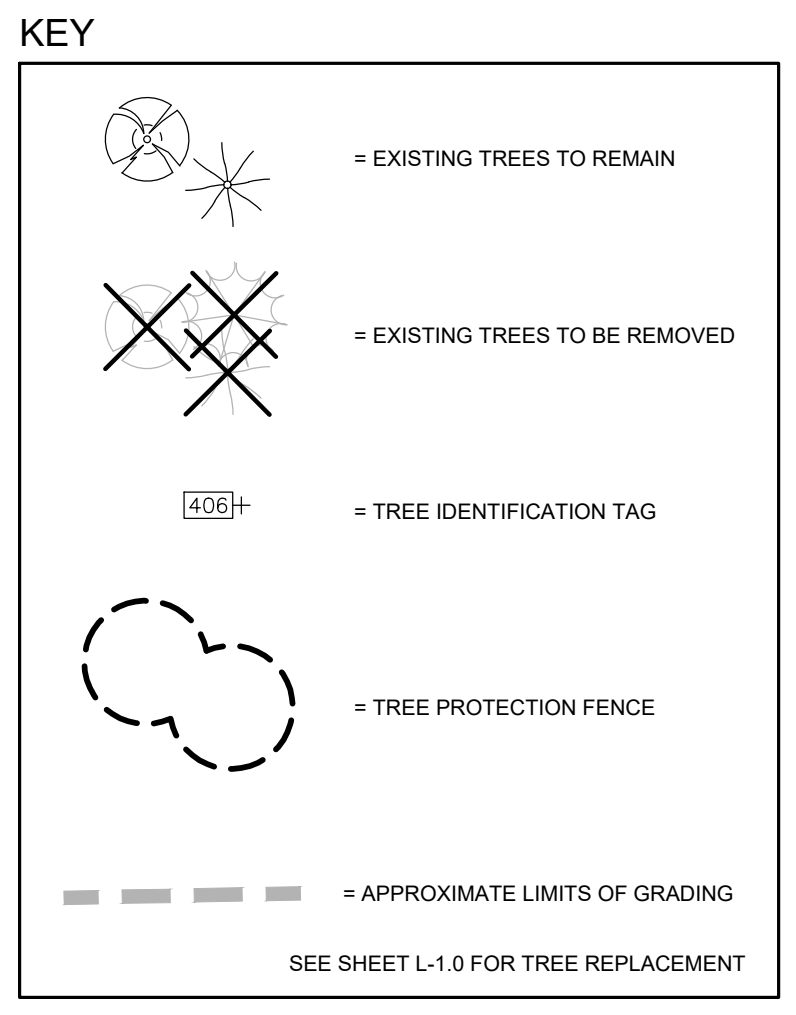 KEY
= EXISTING TREES TO REMAIN
= EXISTING TREES TO BE REMOVED
406 = TREE IDENTIFICATION TAG
= TREE PROTECTION FENCE
= APPROXIMATE LIMITS OF GRADING
SEE SHEET L-1.0 FOR TREE REPLACEMENT